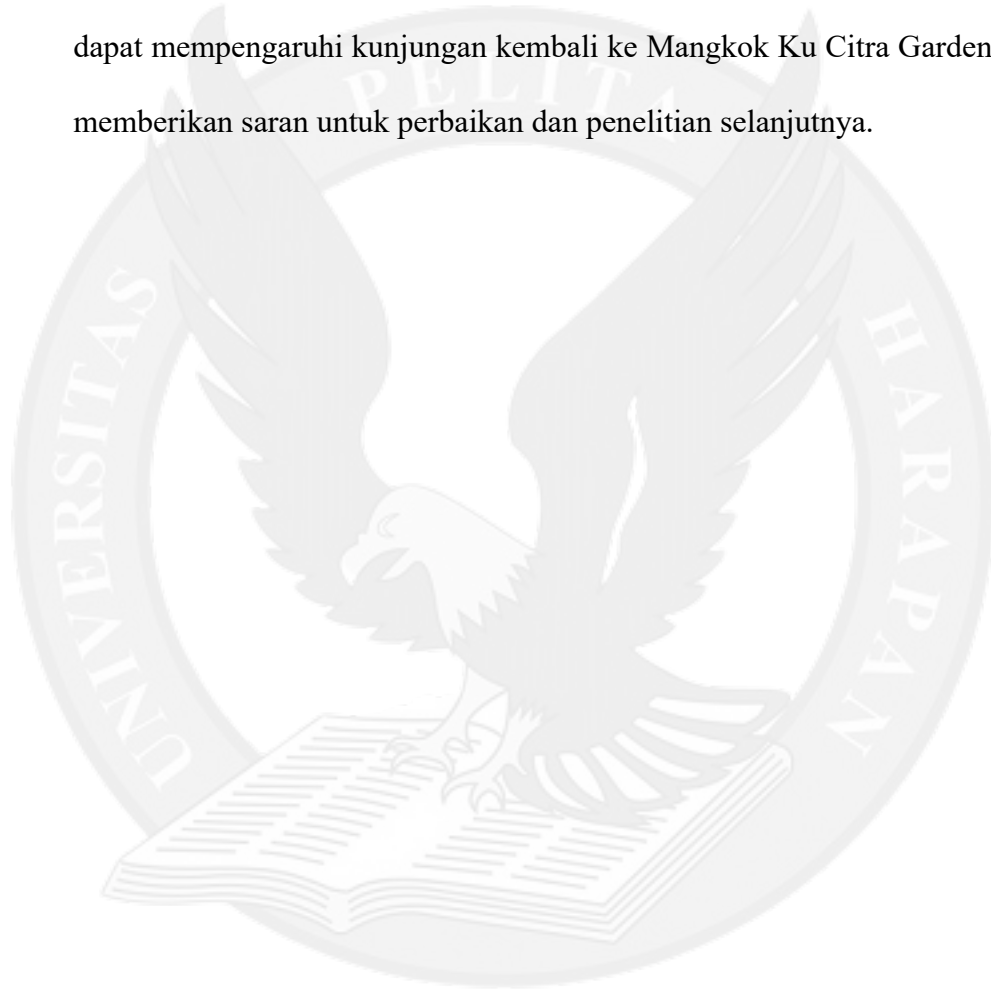 dapat mempengaruhi kunjungan kembali ke Mangkok Ku Citra Garden
memberikan saran untuk perbaikan dan penelitian selanjutnya.
UNIVERSITAS PELITA HARAPAN